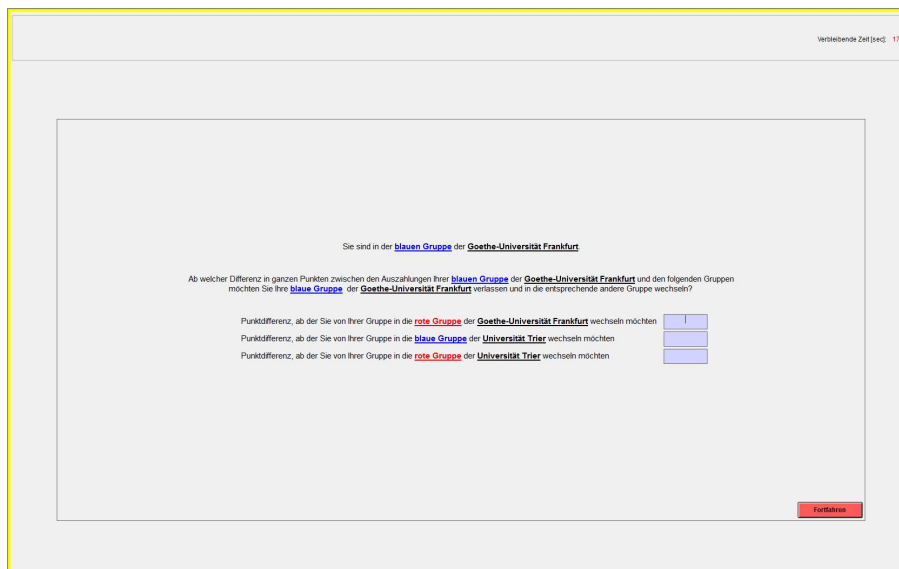 Verbleibende Zeit [sec]: 17
Sie sind in der blauen Gruppe der Goethe-Universität Frankfurt.
Ab welcher Differenz in ganzen Punkten zwischen den Auszahlungen Ihrer blauen Gruppe der Goethe-Universität Frankfurt und den folgenden Gruppen
möchten Sie Ihre blaue Gruppe der Goethe-Universität Frankfurt verlassen und in die entsprechende andere Gruppe wechseln?
Punktdifferenz, ab der Sie von Ihrer Gruppe in die rote Gruppe der Goethe-Universität Frankfurt wechseln möchten
Punktdifferenz, ab der Sie von Ihrer Gruppe in die blaue Gruppe der Universität Trier wechseln möchten
Punktdifferenz, ab der Sie von Ihrer Gruppe in die rote Gruppe der Universität Trier wechseln möchten
Fortfahren